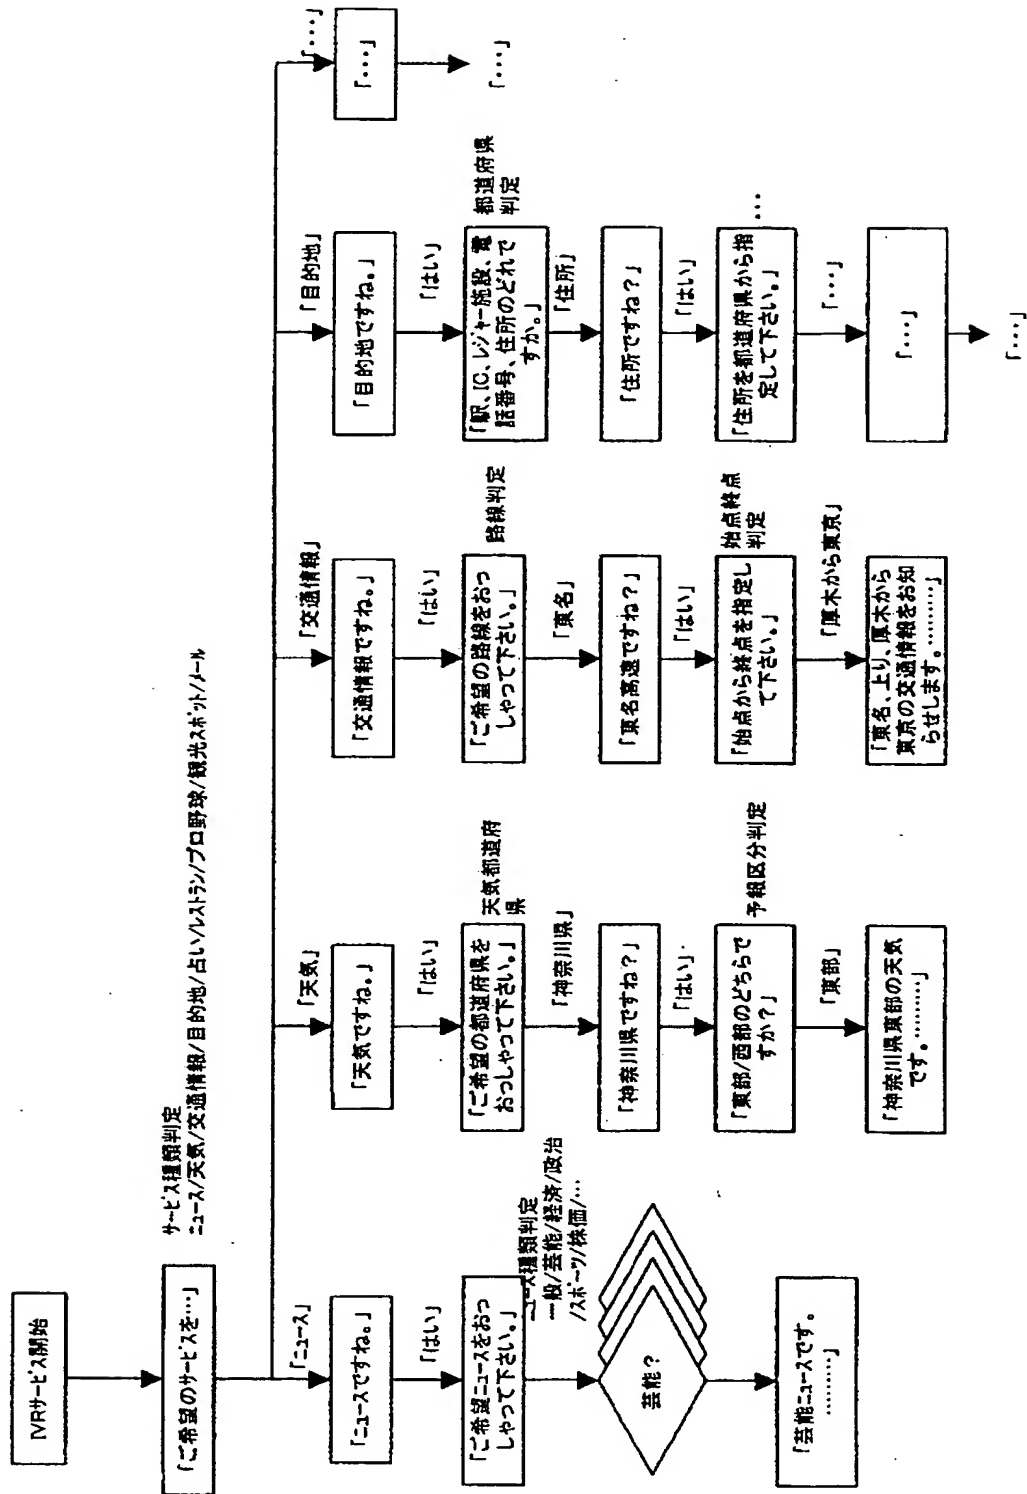 IVRサービス開始
「ご希望のサービスを…」
サービス種類判定
ニュース/天気/交通情報/目的地/占い/レストラン/プロ野球/観光スポット/メール
「ニュース」
「ニュースですね。」
「はい」
「ご希望ニュースをおっ
しゃって下さい。」
ニュース種類判定
一般/芸能/経済/政治
/スポーツ/株価/…
芸能?
「芸能ニュースです。
………」
「天気」
「天気ですね。」
「はい」
「ご希望の都道府県を
おっしゃって下さい。」
天気都道府
県
「神奈川県」
「神奈川県ですね?」
「はい」
「東部/西部のどちらで
すか?」
予報区分判定
「東部」
「神奈川県東部の天気
です。………」
「交通情報」
「交通情報ですね。」
「はい」
「ご希望の路線をおっ
しゃって下さい。」
路線判定
「東名」
「東名高速ですね?」
「はい」
「始点から終点を指定し
て下さい。」
始点終点
判定
「厚木から東京」
「東名、上り、厚木から
東京の交通情報をお知
らせします。………」
「目的地」
「目的地ですね。」
「はい」
「駅、IC、レジャー施設、電
話番号、住所のどれで
すか。」
都道府県
判定
「住所」
「住所ですね?」
「はい」
「住所を都道府県から指
定して下さい。」
…
「…」
「…」
「…」
「…」
「…」
「…」